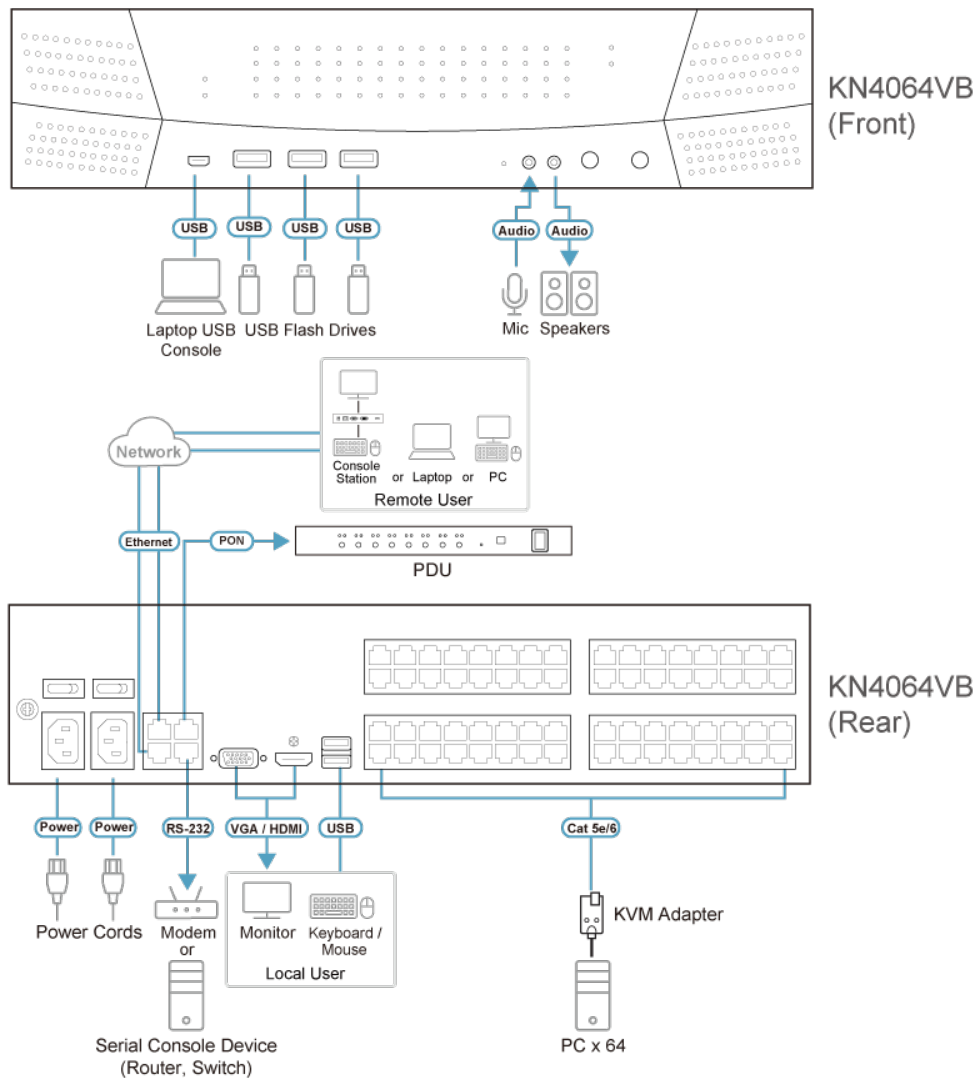 KN4064VB
(Front)
USB
USB
USB
USB
Audio
Audio
Laptop USB
Console
USB Flash Drives
Mic
Speakers
Network
Console
Station
or
Laptop
or
PC
Remote User
Ethernet
PON
PDU
KN4064VB
(Rear)
Power
Power
RS-232
VGA / HDMI
USB
Cat 5e/6
Power Cords
Modem
or
Monitor
Keyboard /
Mouse
Local User
KVM Adapter
Serial Console Device
(Router, Switch)
PC x 64